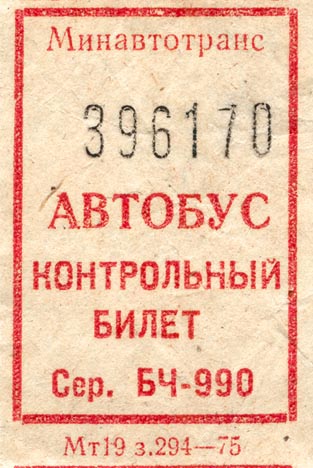 Минавтотранс
396170
АВТОБУС
КОНТРОЛЬНЫЙ
БИЛЕТ
Сер. БЧ-990
Мт19 з.294—75